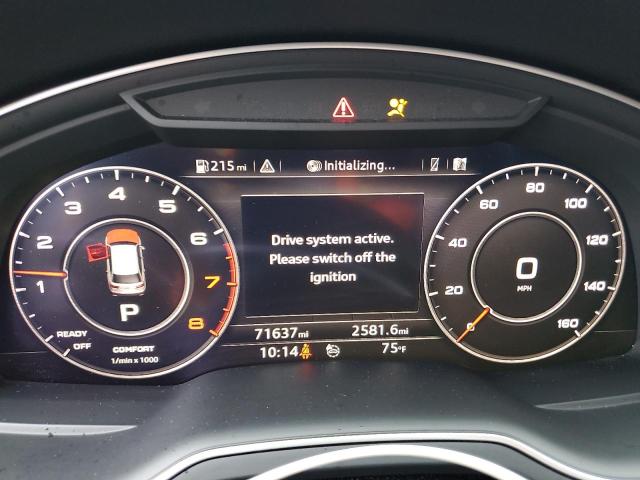 215 mi Initializing...
4 5
3 6
2 7
1 8
P
READY
OFF
COMFORT
1/min x 1000
Drive system active.
Please switch off the
ignition
71637mi 2581.6mi
10:14 75°F
80
60 100
40 120
20 140
160
0
MPH